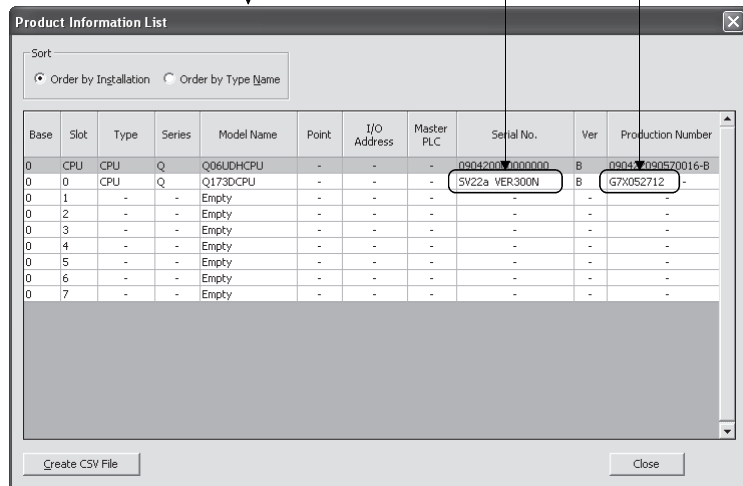 Product Information List
Sort
Order by Installation Order by Type Name
Base Slot Type Series Model Name Point I/O Address Master PLC Serial No. Ver Production Number
0 CPU CPU Q Q06UDHCPU - - - B
0 0 CPU Q Q173DCPU - - - SV22a VER300N B G7X052712 -
0 1 - - Empty - - - - - -
0 2 - - Empty - - - - - -
0 3 - - Empty - - - - - -
0 4 - - Empty - - - - - -
0 5 - - Empty - - - - - -
0 6 - - Empty - - - - - -
0 7 - - Empty - - - - - -
Create CSV File Close